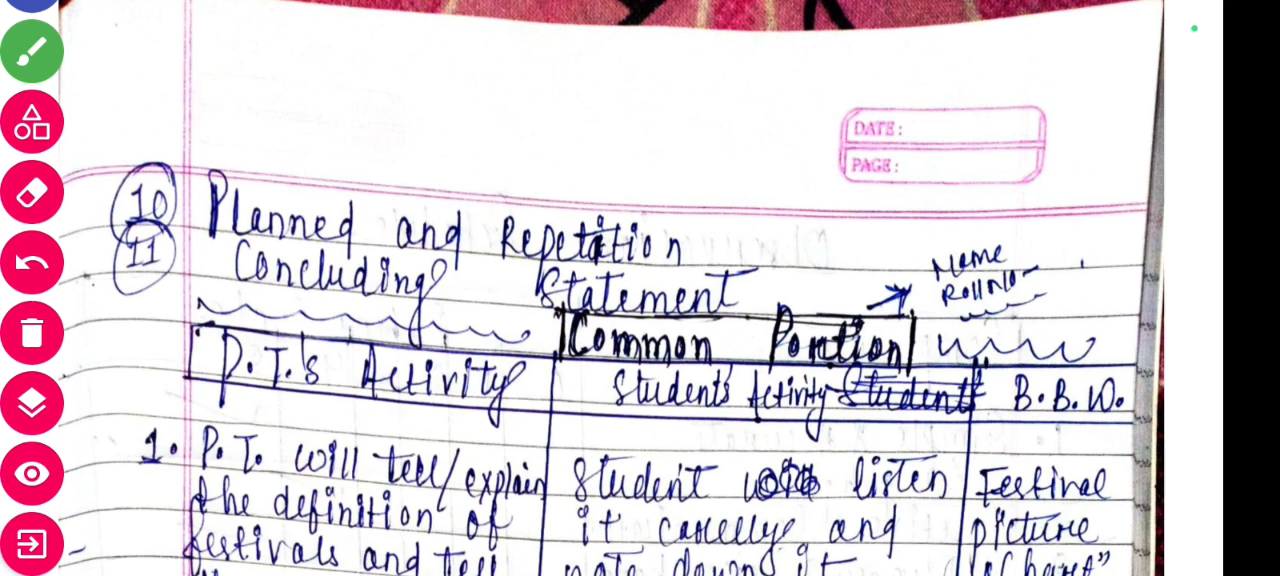 DATE:
PAGE:
10 Planned and Repetition
11 Concluding Statement
Name
Roll No
Common Portion
P.T.'s Activity Students Activity Students B.B.W.
1. P.T. will tell/explain Student will listen Festival
the definition of it carefully and picture
festivals and tell note down it "Chart"